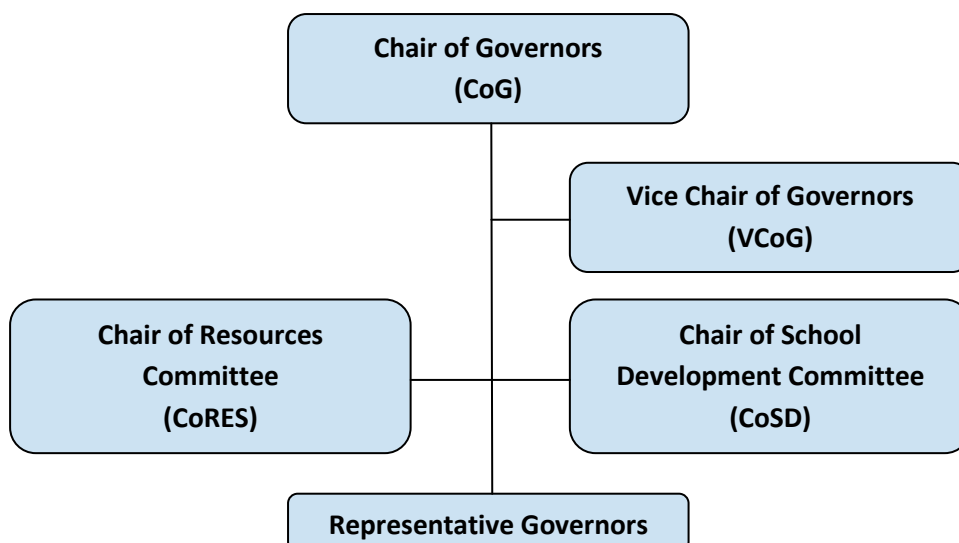 Chair of Governors
(CoG)
Vice Chair of Governors
(VCoG)
Chair of Resources
Committee
(CoRES)
Chair of School
Development Committee
(CoSD)
Representative Governors